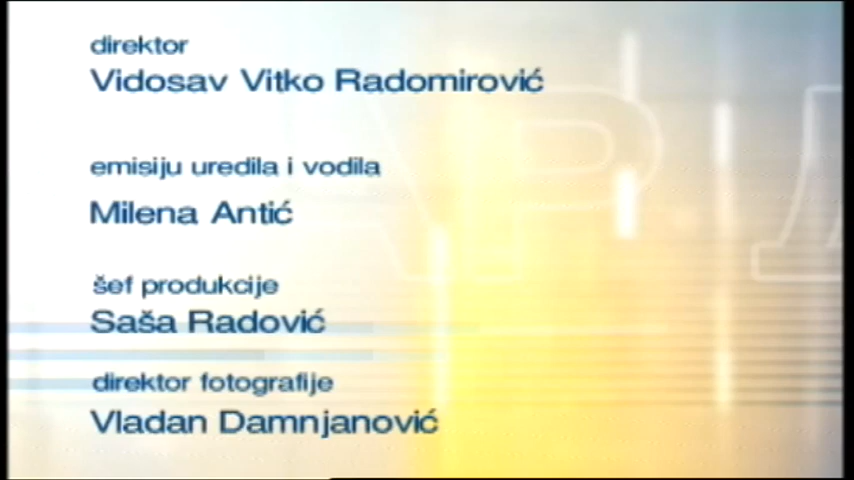 direktor
Vidosav Vitko Radomirović
emisiju uredila i vodila
Milena Antić
šef produkcije
Saša Radović
direktor fotografije
Vladan Damnjanović